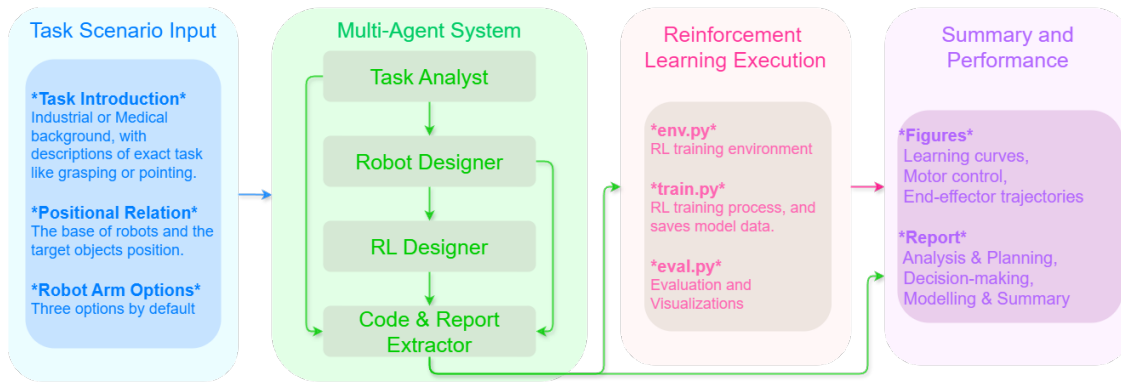 Task Scenario Input
*Task Introduction*
Industrial or Medical
background, with
descriptions of exact task
like grasping or pointing.
*Positional Relation*
The base of robots and the
target objects position.
*Robot Arm Options*
Three options by default
Multi-Agent System
Task Analyst
Robot Designer
RL Designer
Code & Report
Extractor
Reinforcement
Learning Execution
*env.py*
RL training environment
*train.py*
RL training process, and
saves model data.
*eval.py*
Evaluation and
Visualizations
Summary and
Performance
*Figures*
Learning curves,
Motor control,
End-effector trajectories
*Report*
Analysis & Planning,
Decision-making,
Modelling & Summary